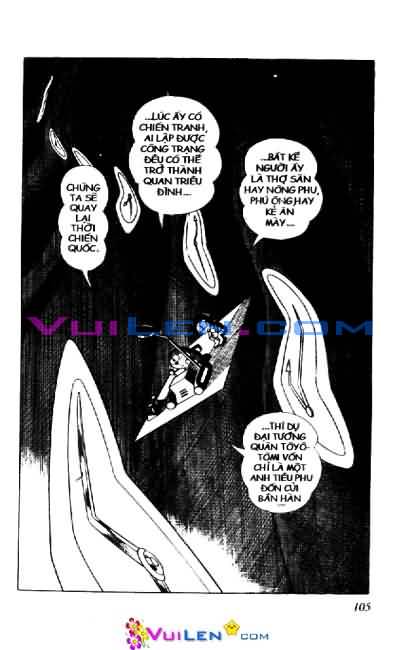 CHÚNG
TA SẼ
QUAY
LẠI
THỜI
CHIẾN
QUỐC.
...LÚC ẤY CÓ
CHIẾN TRANH,
AI LẬP ĐƯỢC
CÔNG TRẠNG
ĐỀU CÓ THỂ
TRỞ THÀNH
QUAN TRIỀU
ĐÌNH....
...BẤT KỂ
NGƯỜI ẤY
LÀ THỢ SĂN
HAY NÔNG PHU,
PHÚ ÔNG HAY
KẺ ĂN
MÀY....
VUILEN.COM
...THÍ DỤ
ĐẠI TƯỚNG
QUÂN TÔYÔ-
TÔMI VỐN
CHỈ LÀ MỘT
ANH TIỀU PHU
ĐỐN CỦI
BẦN HÀN
105
VUILEN.COM